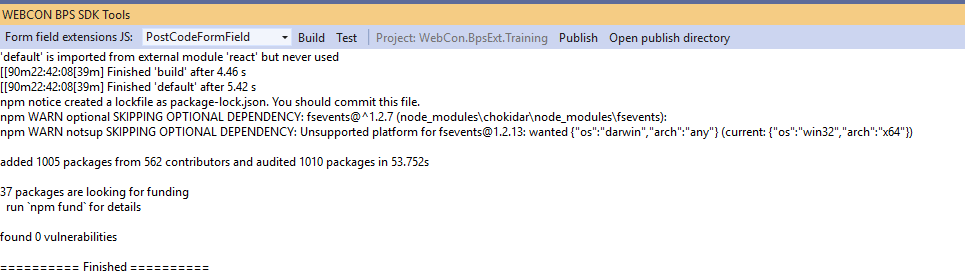 WEBCON BPS SDK Tools
Form field extensions JS: PostCodeFormField Build Test Project: WebCon.BpsExt.Training Publish Open publish directory
'default' is imported from external module 'react' but never used
[[90m22:42:08[39m] Finished 'build' after 4.46 s
[[90m22:42:08[39m] Finished 'default' after 5.42 s
npm notice created a lockfile as package-lock.json. You should commit this file.
npm WARN optional SKIPPING OPTIONAL DEPENDENCY: fsevents@^1.2.7 (node_modules\chokidar\node_modules\fsevents):
npm WARN notsup SKIPPING OPTIONAL DEPENDENCY: Unsupported platform for fsevents@1.2.13: wanted {"os":"darwin","arch":"any"} (current: {"os":"win32","arch":"x64"})
added 1005 packages from 562 contributors and audited 1010 packages in 53.752s
37 packages are looking for funding
run `npm fund` for details
found 0 vulnerabilities
========== Finished ==========